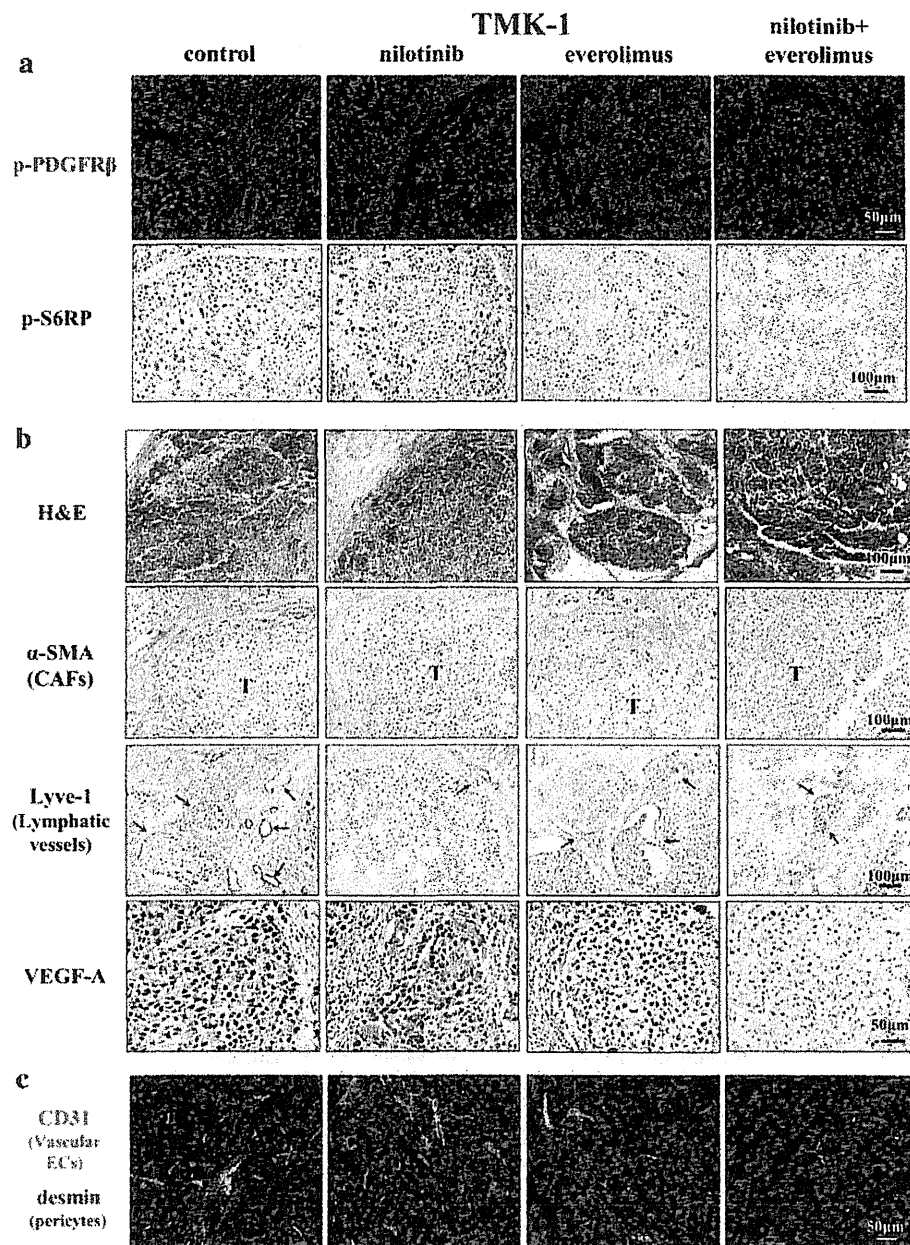 TMK-1
control nilotinib everolimus nilotinib+
everolimus
a
p-PDGFRβ
50μm
p-S6RP
100μm
b
H&E
100μm
α-SMA
(CAFs)
T T T T
100μm
Lyve-1
(Lymphatic
vessels)
100μm
VEGF-A
50μm
c
CD31
(Vascular
ECs)
desmin
(pericytes)
50μm